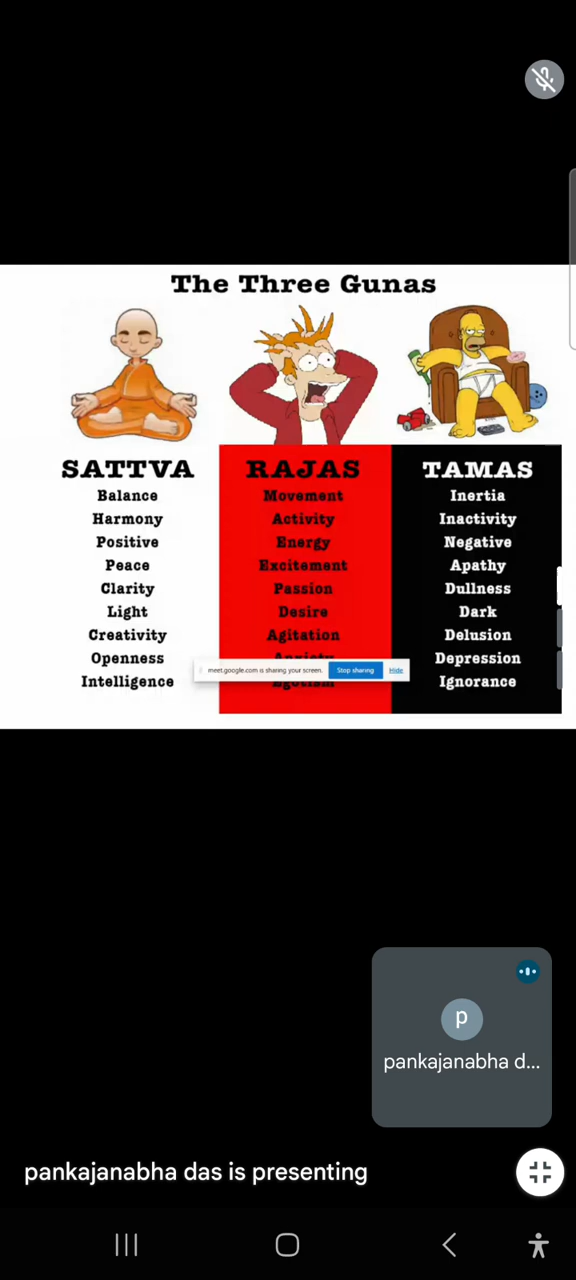 The Three Gunas
SATTVA
Balance
Harmony
Positive
Peace
Clarity
Light
Creativity
Openness
Intelligence
RAJAS
Movement
Activity
Energy
Excitement
Passion
Desire
Agitation
TAMAS
Inertia
Inactivity
Negative
Apathy
Dullness
Dark
Delusion
Depression
Ignorance
meet.google.com is sharing your screen. Stop sharing Hide
p
pankajanabha d...
pankajanabha das is presenting